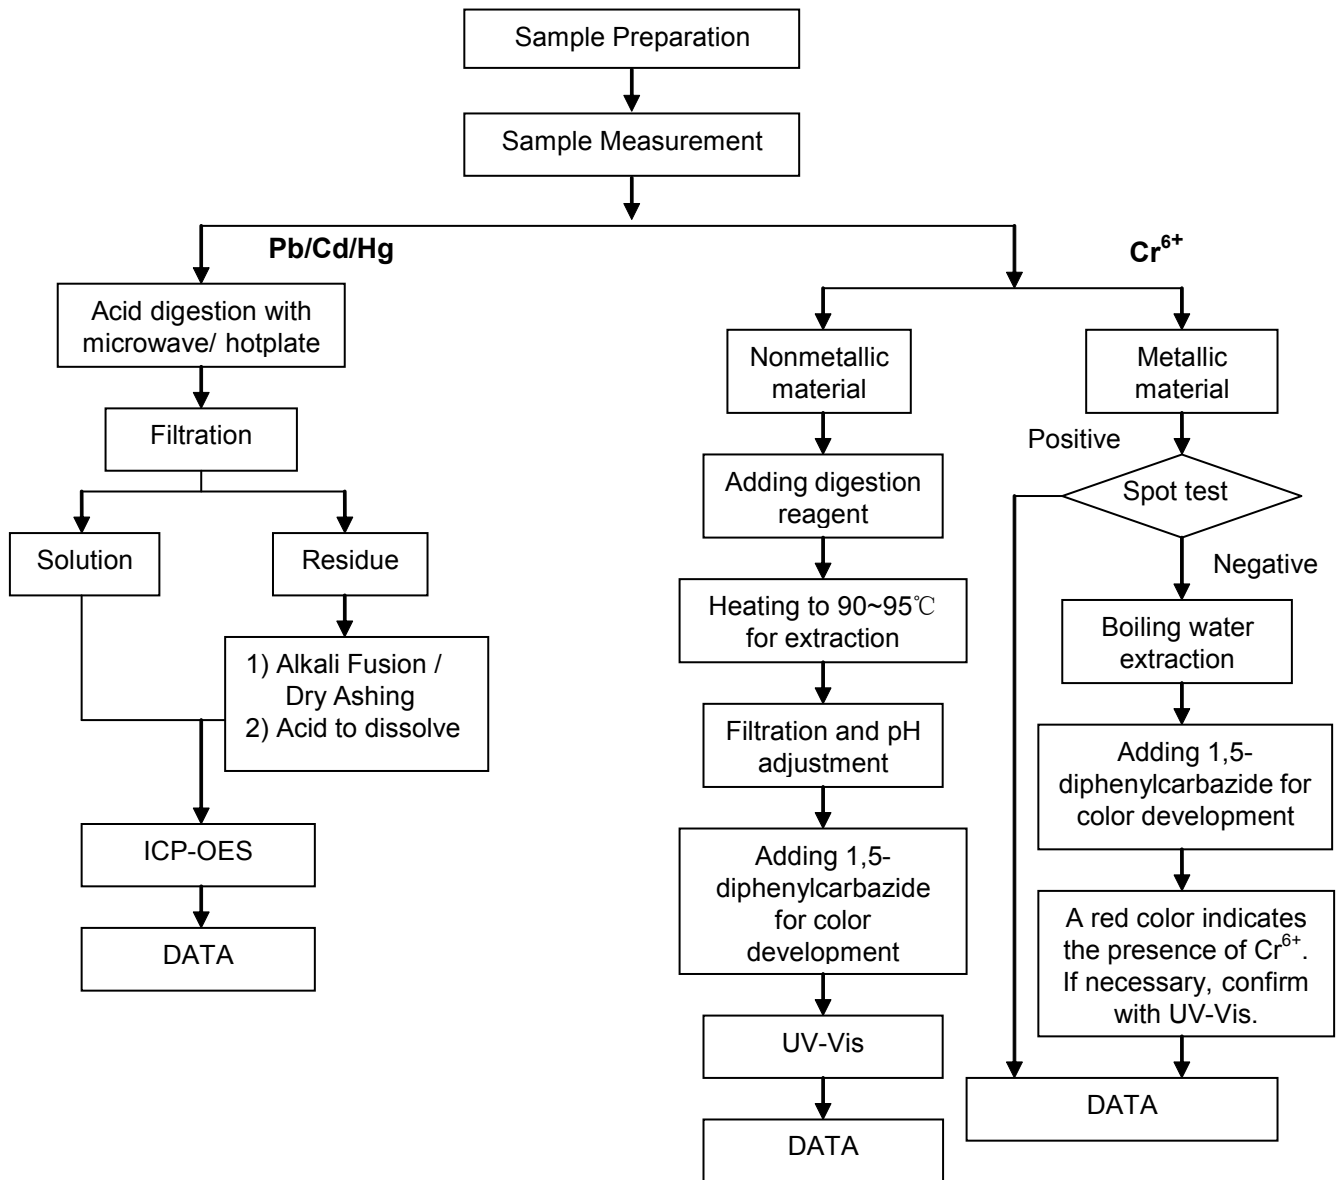 Sample Preparation
Sample Measurement
Pb/Cd/Hg
Cr⁶⁺
Acid digestion with
microwave/ hotplate
Filtration
Solution
Residue
1) Alkali Fusion /
Dry Ashing
2) Acid to dissolve
ICP-OES
DATA
Nonmetallic
material
Adding digestion
reagent
Heating to 90~95℃
for extraction
Filtration and pH
adjustment
Adding 1,5-
diphenylcarbazide
for color
development
UV-Vis
DATA
Metallic
material
Positive
Spot test
Negative
Boiling water
extraction
Adding 1,5-
diphenylcarbazide for
color development
A red color indicates
the presence of Cr⁶⁺.
If necessary, confirm
with UV-Vis.
DATA